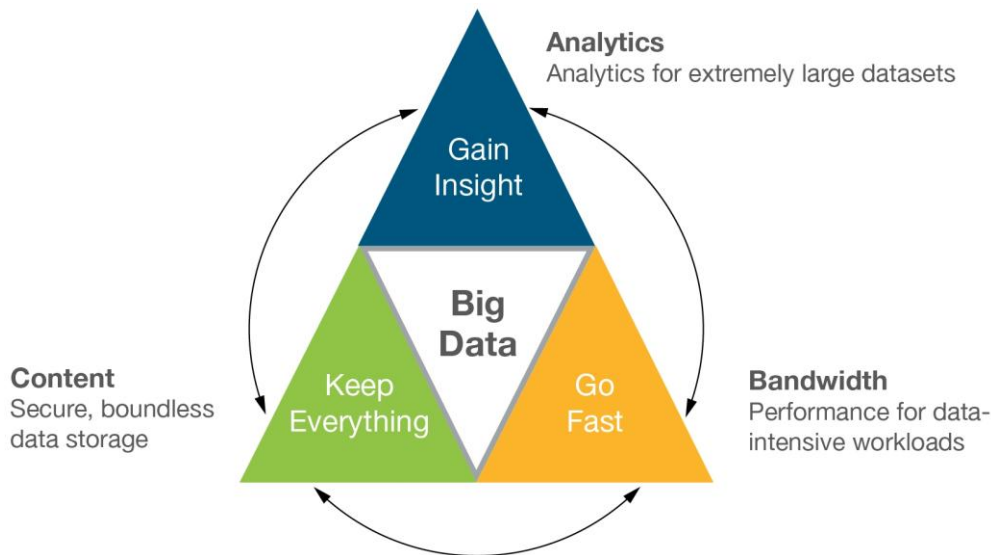 Analytics
Analytics for extremely large datasets
Gain
Insight
Big
Data
Content
Secure, boundless
data storage
Keep
Everything
Go
Fast
Bandwidth
Performance for data-
intensive workloads